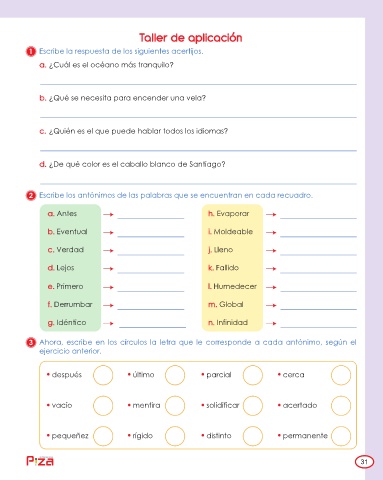 Taller de aplicación
1 Escribe la respuesta de los siguientes acertijos.
a. ¿Cuál es el océano más tranquilo?
b. ¿Qué se necesita para encender una vela?
c. ¿Quién es el que puede hablar todos los idiomas?
d. ¿De qué color es el caballo blanco de Santiago?
2 Escribe los antónimos de las palabras que se encuentran en cada recuadro.
a. Antes →
b. Eventual →
c. Verdad →
d. Lejos →
e. Primero →
f. Derrumbar →
g. Idéntico →
h. Evaporar →
i. Moldeable →
j. Lleno →
k. Fallido →
l. Humedecer →
m. Global →
n. Infinidad →
3 Ahora, escribe en los círculos la letra que le corresponde a cada antónimo, según el
ejercicio anterior.
• después • último • parcial • cerca
• vacío • mentira • solidificar • acertado
• pequeñez • rígido • distinto • permanente
Piza
31